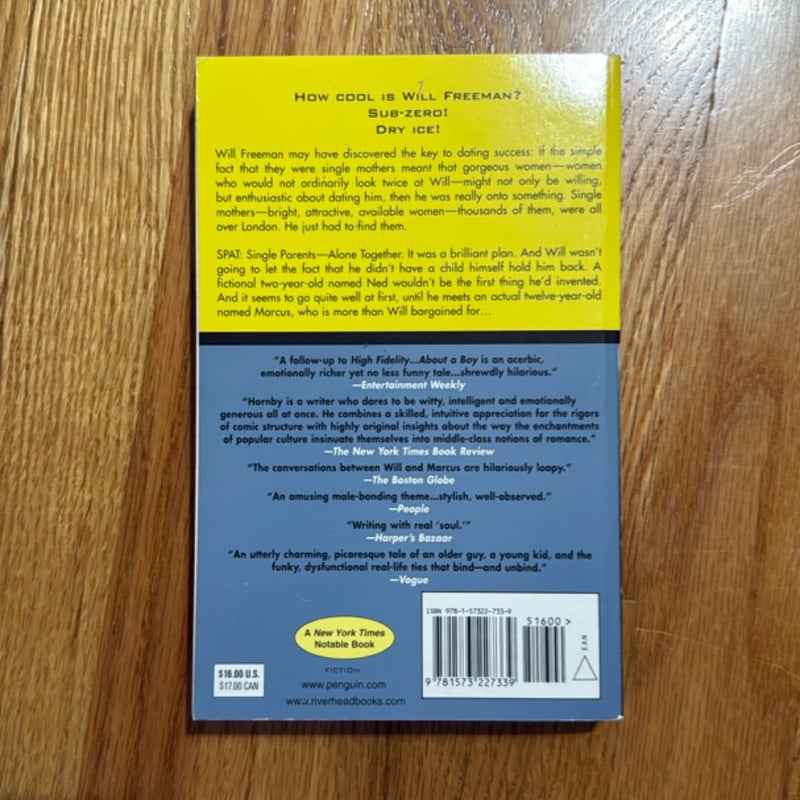 HOW COOL IS WILL FREEMAN?
SUB-ZERO!
DRY ICE!
Will Freeman may have discovered the key to dating success: If the simple
fact that they were single mothers meant that gorgeous women—women
who would not ordinarily look twice at Will—might not only be willing,
but enthusiastic about dating him, then he was really onto something. Single
mothers—bright, attractive, available women—thousands of them, were all
over London. He just had to find them.
SPAT: Single Parents—Alone Together. It was a brilliant plan. And Will wasn't
going to let the fact that he didn't have a child himself hold him back. A
fictional two-year-old named Ned wouldn't be the first thing he'd invented.
And it seems to go quite well at first, until he meets an actual twelve-year-old
named Marcus, who is more than Will bargained for...
"A follow-up to High Fidelity...About a Boy is an acerbic,
emotionally richer yet no less funny tale...shrewdly hilarious."
—Entertainment Weekly
"Hornby is a writer who dares to be witty, intelligent and emotionally
generous all at once. He combines a skilled, intuitive appreciation for the rigors
of comic structure with highly original insights about the way the enchantments
of popular culture insinuate themselves into middle-class notions of romance."
—The New York Times Book Review
"The conversations between Will and Marcus are hilariously loopy."
—The Boston Globe
"An amusing male-bonding theme...stylish, well-observed."
—People
"Writing with real 'soul.'"
—Harper's Bazaar
"An utterly charming, picaresque tale of an older guy, a young kid, and the
funky, dysfunctional real-life ties that bind—and unbind."
—Vogue
A New York Times
Notable Book
FICTION
www.penguin.com
www.riverheadbooks.com
$16.00 U.S.
$17.00 CAN
ISBN 978-1-57322-733-9
51600 >
EAN
9 781573 227339